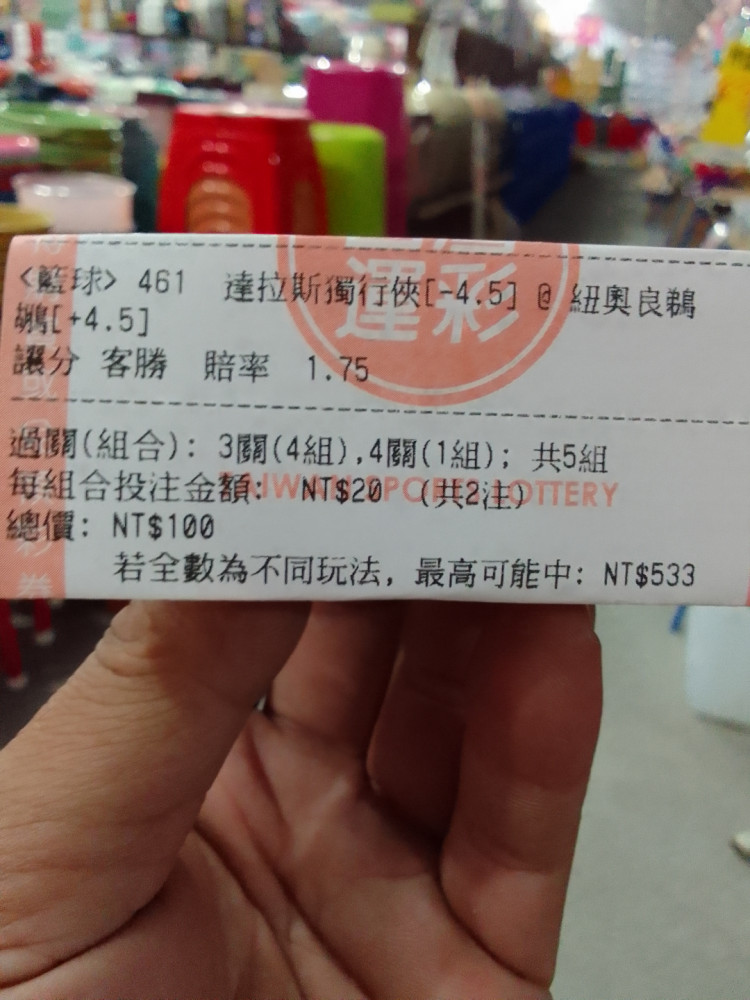 運彩
<籃球> 461 達拉斯獨行俠[-4.5] @ 紐奧良鵜
鶘[+4.5]
讓分 客勝 賠率 1.75
過關(組合): 3關(4組),4關(1組); 共5組
每組合投注金額: NT$20 (共2注)
TAIWAN SPORTS LOTTERY
總價: NT$100
若全數為不同玩法, 最高可能中: NT$533